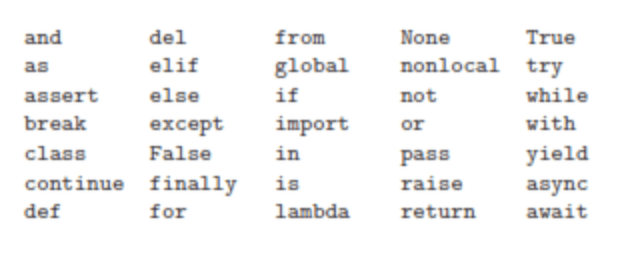 and del from None True
as elif global nonlocal try
assert else if not while
break except import or with
class False in pass yield
continue finally is raise async
def for lambda return await